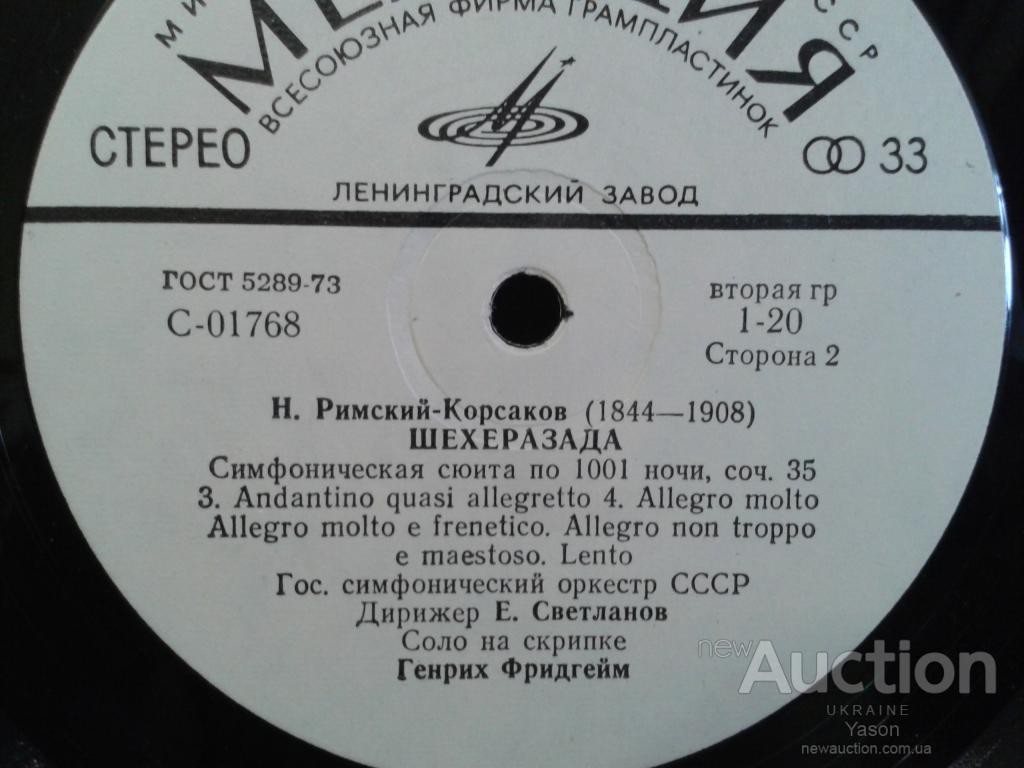 ВСЕСОЮЗНАЯ ФИРМА ГРАМПЛАСТИНОК
СТЕРЕО
33
ЛЕНИНГРАДСКИЙ ЗАВОД
ГОСТ 5289-73
С-01768
вторая гр
1-20
Сторона 2
Н. Римский-Корсаков (1844—1908)
ШЕХЕРАЗАДА
Симфоническая сюита по 1001 ночи, соч. 35
3. Andantino quasi allegretto 4. Allegro molto
Allegro molto e frenetico. Allegro non troppo
e maestoso. Lento
Гос. симфонический оркестр СССР
Дирижер Е. Светланов
Соло на скрипке
Генрих Фридгейм
newAuction
UKRAINE
Yason
newauction.com.ua